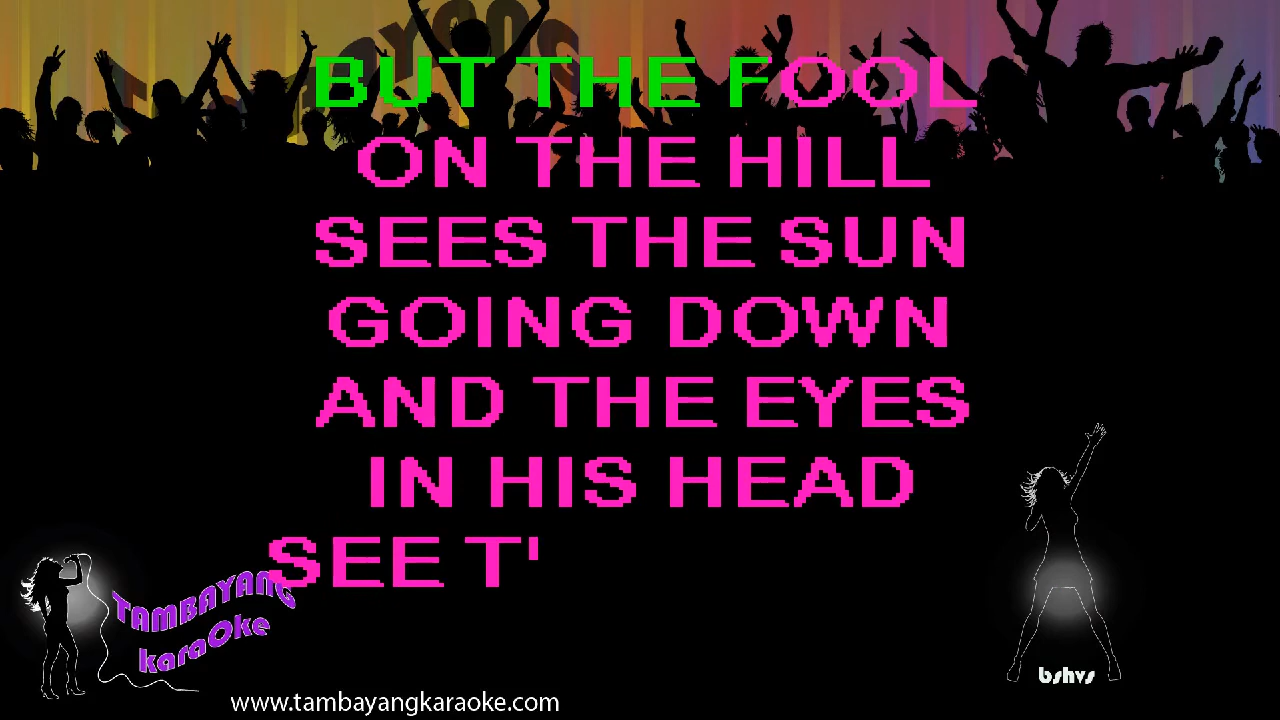 BUT THE FOOL
ON THE HILL
SEES THE SUN
GOING DOWN
AND THE EYES
IN HIS HEAD
SEE T'
TAMBAYANG
karaOke
bshvs
www.tambayangkaraoke.com